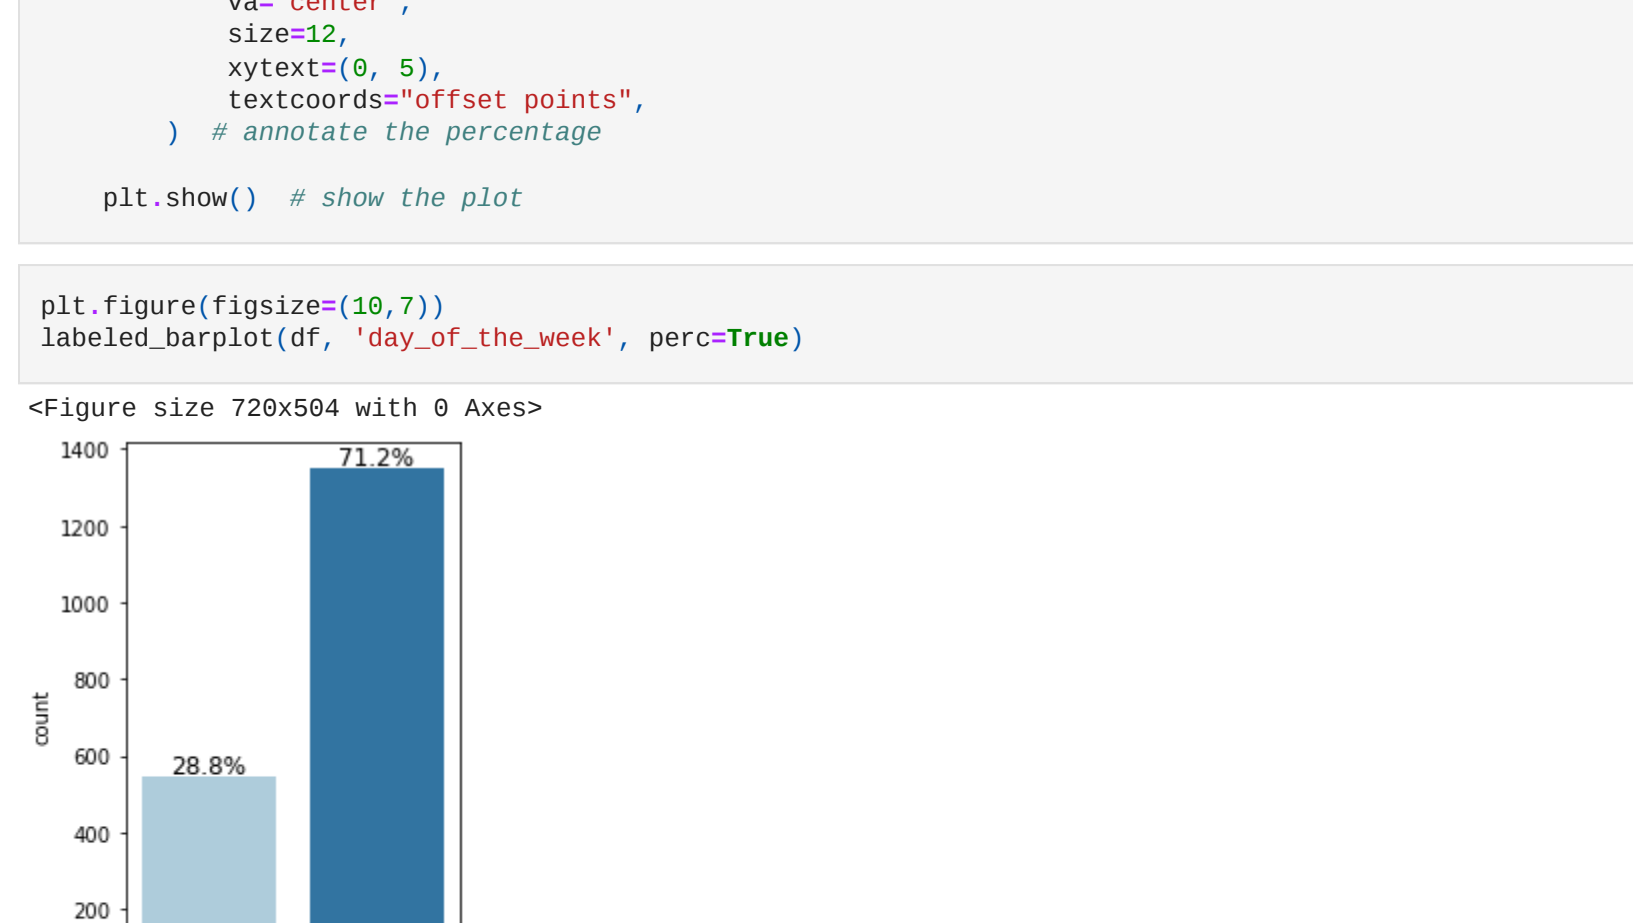 va="center",
size=12,
xytext=(0, 5),
textcoords="offset points",
)  # annotate the percentage
plt.show()  # show the plot
plt.figure(figsize=(10,7))
labeled_barplot(df, 'day_of_the_week', perc=True)
<Figure size 720x504 with 0 Axes>
1400
71.2%
1200
1000
800
count
600
28.8%
400
200